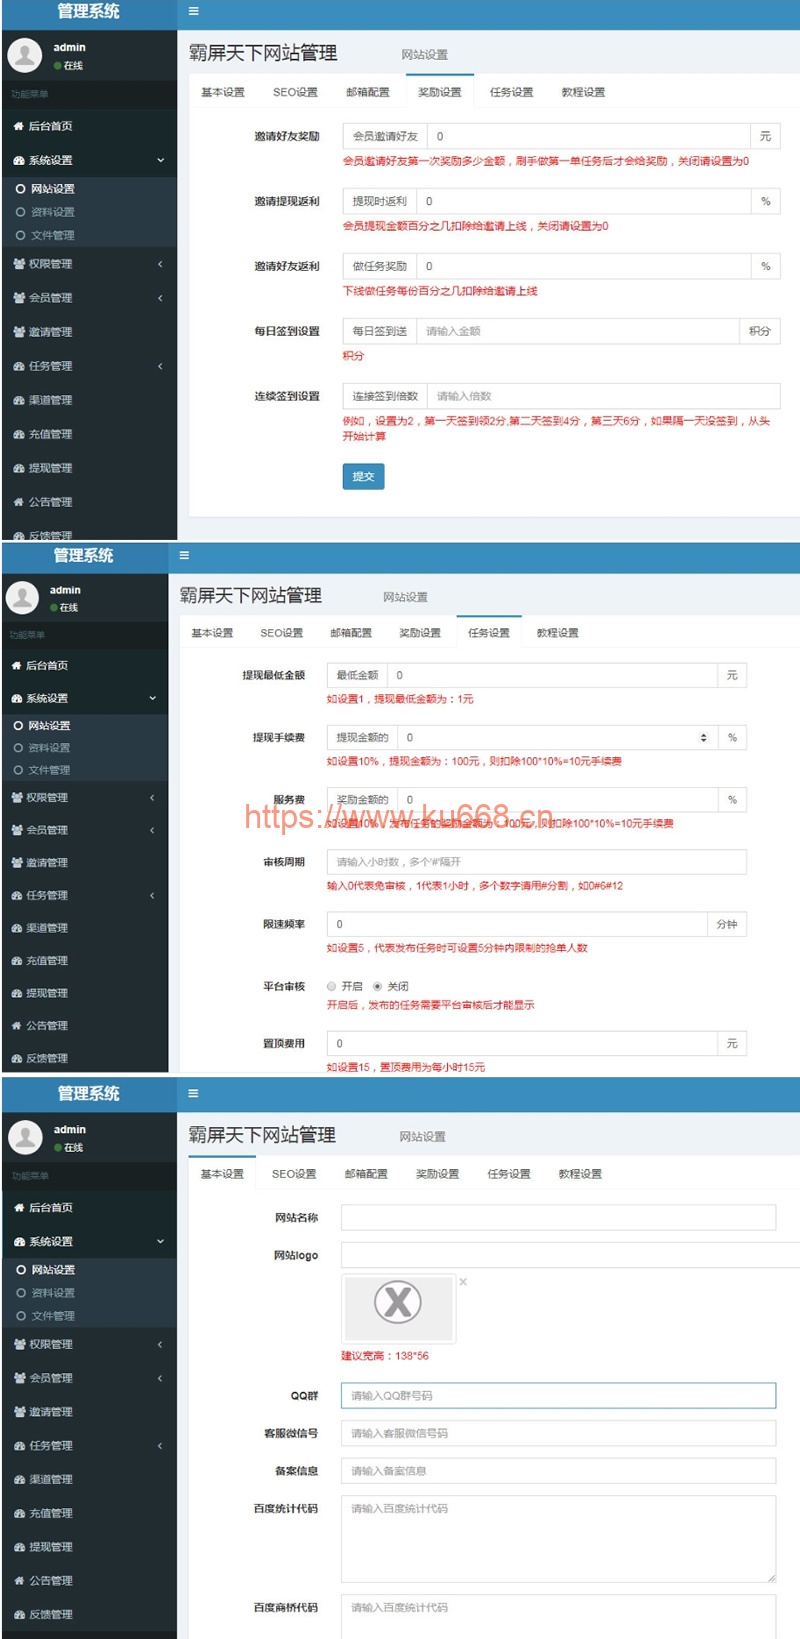 管理系统
admin
在线
功能菜单
后台首页
系统设置
网站设置
资料设置
文件管理
权限管理
会员管理
邀请管理
任务管理
渠道管理
充值管理
提现管理
公告管理
反馈管理
霸屏天下网站管理 网站设置
基本设置 SEO设置 邮箱配置 奖励设置 任务设置 教程设置
邀请好友奖励 会员邀请好友 0 元
会员邀请好友第一次奖励多少金额，刷手做第一单任务后才会给奖励，关闭请设置为0
邀请提现返利 提现时返利 0 %
会员提现金额百分之几扣除给邀请上线，关闭请设置为0
邀请好友返利 做任务奖励 0 %
下线做任务每份百分之几扣除给邀请上线
每日签到设置 每日签到送 请输入金额 积分
积分
连续签到设置 连接签到倍数 请输入倍数
例如，设置为2，第一天签到领2分,第二天签到4分，第三天6分，如果隔一天没签到，从头
开始计算
提交
管理系统
admin
在线
功能菜单
后台首页
系统设置
网站设置
资料设置
文件管理
权限管理
会员管理
邀请管理
任务管理
渠道管理
充值管理
提现管理
公告管理
反馈管理
霸屏天下网站管理 网站设置
基本设置 SEO设置 邮箱配置 奖励设置 任务设置 教程设置
提现最低金额 最低金额 0 元
如设置1，提现最低金额为：1元
提现手续费 提现金额的 0 %
如设置10%，提现金额为：100元，则扣除100*10%=10元手续费
服务费 奖励金额的 0 %
https://www.ku668.cn
如设置10%，发布任务的奖励金额为：100元，则扣除100*10%=10元手续费
审核周期 请输入小时数，多个'#'隔开
输入0代表免审核，1代表1小时，多个数字请用#分割，如0#6#12
限速频率 0 分钟
如设置5，代表发布任务时可设置5分钟内限制的抢单人数
平台审核 开启 关闭
开启后，发布的任务需要平台审核后才能显示
置顶费用 0 元
如设置15，置顶费用为每小时15元
管理系统
admin
在线
功能菜单
后台首页
系统设置
网站设置
资料设置
文件管理
权限管理
会员管理
邀请管理
任务管理
渠道管理
充值管理
提现管理
公告管理
反馈管理
霸屏天下网站管理 网站设置
基本设置 SEO设置 邮箱配置 奖励设置 任务设置 教程设置
网站名称
网站logo
X
×
建议宽高：138*56
QQ群 请输入QQ群号码
客服微信号 请输入客服微信号码
备案信息 请输入备案信息
百度统计代码 请输入百度统计代码
百度商桥代码 请输入百度统计代码